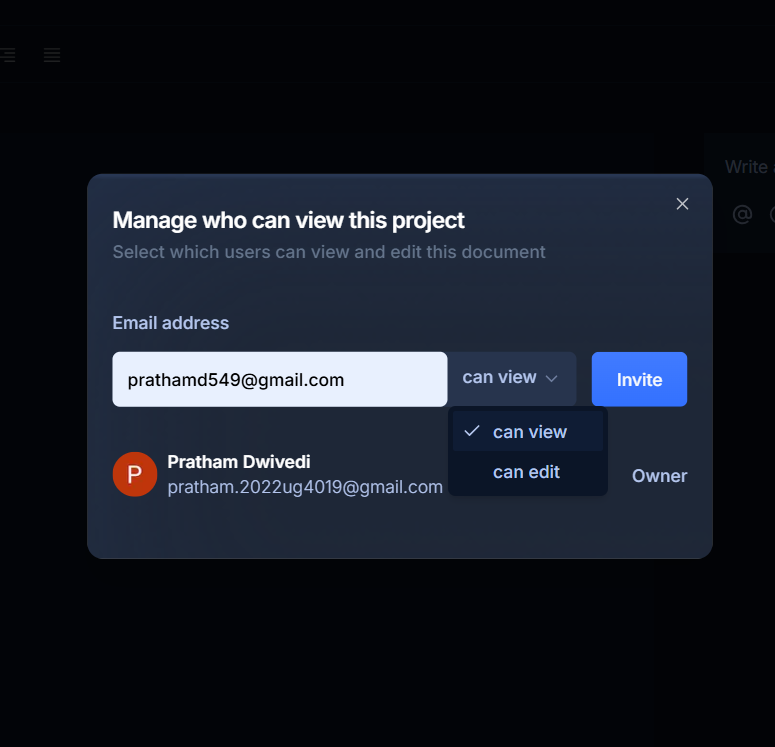 Write
Manage who can view this project
Select which users can view and edit this document
Email address
prathamd549@gmail.com can view Invite
can view
can edit
P Pratham Dwivedi
pratham.2022ug4019@gmail.com Owner